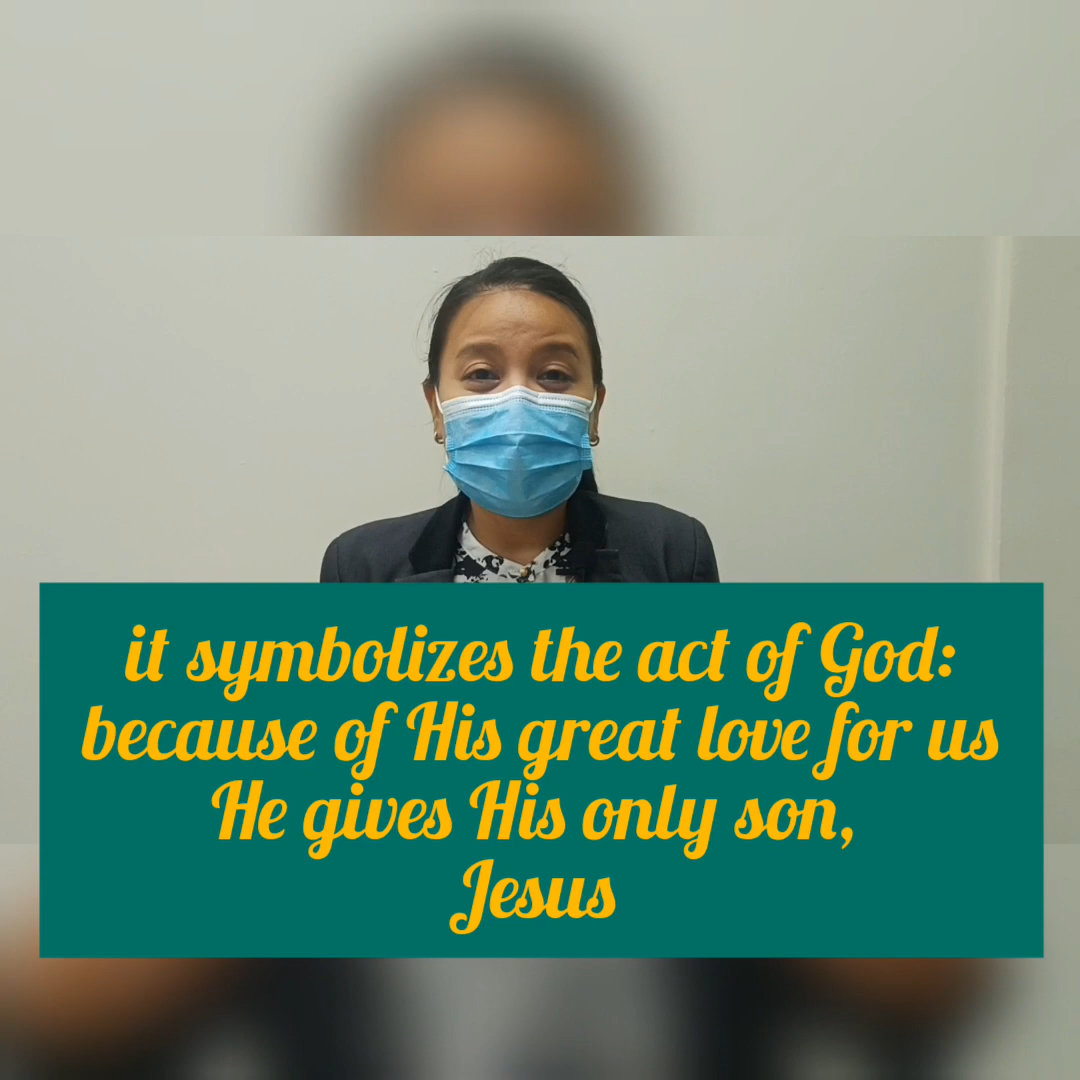 it symbolizes the act of God:
because of His great love for us
He gives His only son,
Jesus